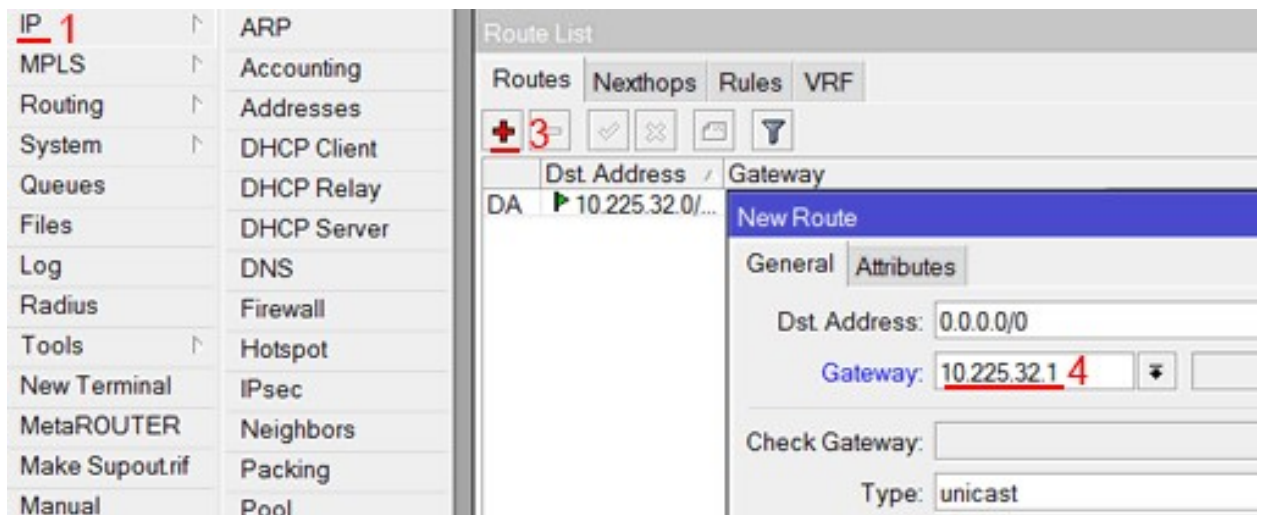 IP 1
MPLS
Routing
System
Queues
Files
Log
Radius
Tools
New Terminal
MetaROUTER
Make Supout.rif
Manual
ARP
Accounting
Addresses
DHCP Client
DHCP Relay
DHCP Server
DNS
Firewall
Hotspot
IPsec
Neighbors
Packing
Pool
Route List
Routes Nexthops Rules VRF
3
Dst. Address Gateway
DA 10.225.32.0/...
New Route
General Attributes
Dst. Address: 0.0.0.0/0
Gateway: 10.225.32.1 4
Check Gateway:
Type: unicast